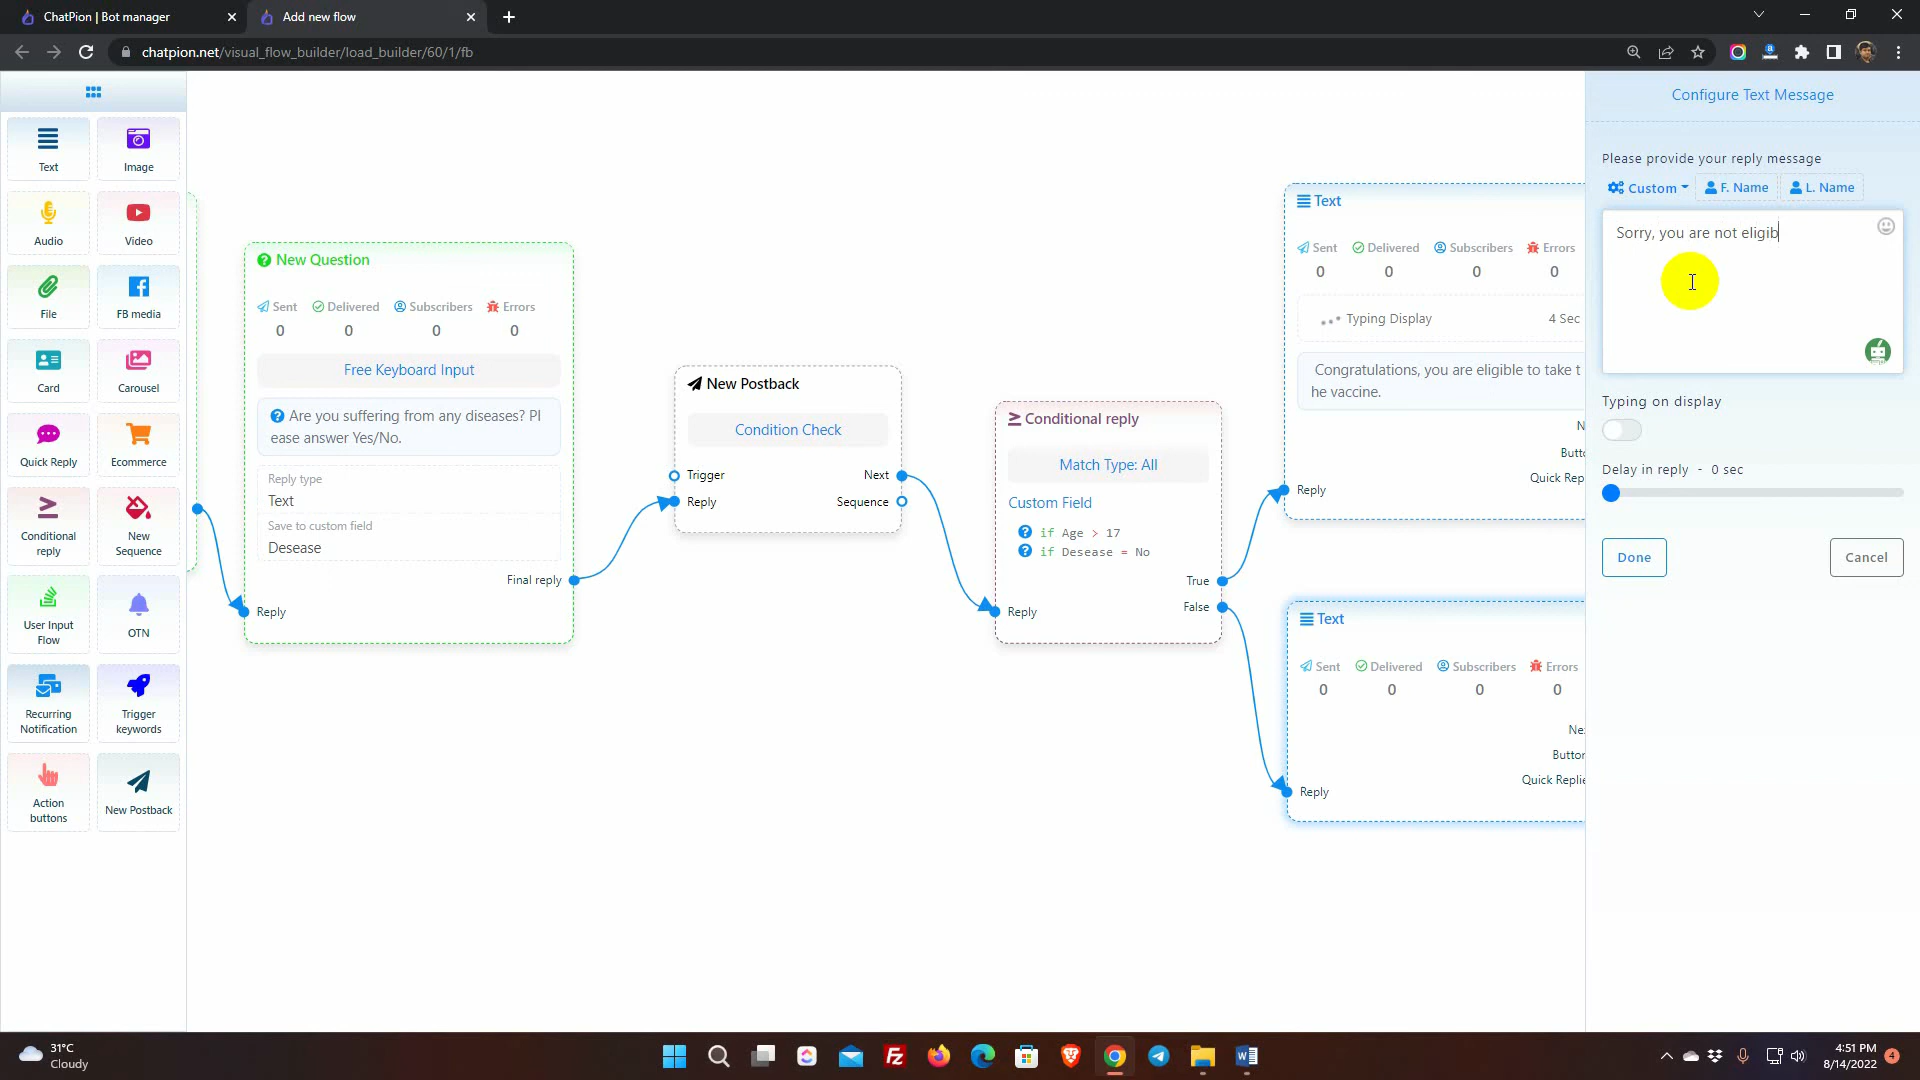 ChatPion | Bot manager
Add new flow
chatpion.net/visual_flow_builder/load_builder/60/1/fb
Text
Image
Audio
Video
File
FB media
Card
Carousel
Quick Reply
Ecommerce
Conditional
reply
New
Sequence
User Input
Flow
OTN
Recurring
Notification
Trigger
keywords
Action
buttons
New Postback
New Question
Sent Delivered Subscribers Errors
0 0 0 0
Free Keyboard Input
Are you suffering from any diseases? Pl
ease answer Yes/No.
Reply type
Text
Save to custom field
Desease
Final reply
Reply
New Postback
Condition Check
Trigger Next
Reply Sequence
Conditional reply
Match Type: All
Custom Field
if Age > 17
if Desease = No
True
False
Reply
Text
Sent Delivered Subscribers Errors
0 0 0 0
Typing Display 4 Sec
Congratulations, you are eligible to take t
he vaccine.
N
Butto
Quick Rep
Reply
Text
Sent Delivered Subscribers Errors
0 0 0 0
Ne
Button
Quick Replie
Reply
Configure Text Message
Please provide your reply message
Custom F. Name L. Name
Sorry, you are not eligib
Typing on display
Delay in reply - 0 sec
Done Cancel
31°C
Cloudy
4:51 PM
8/14/2022
4